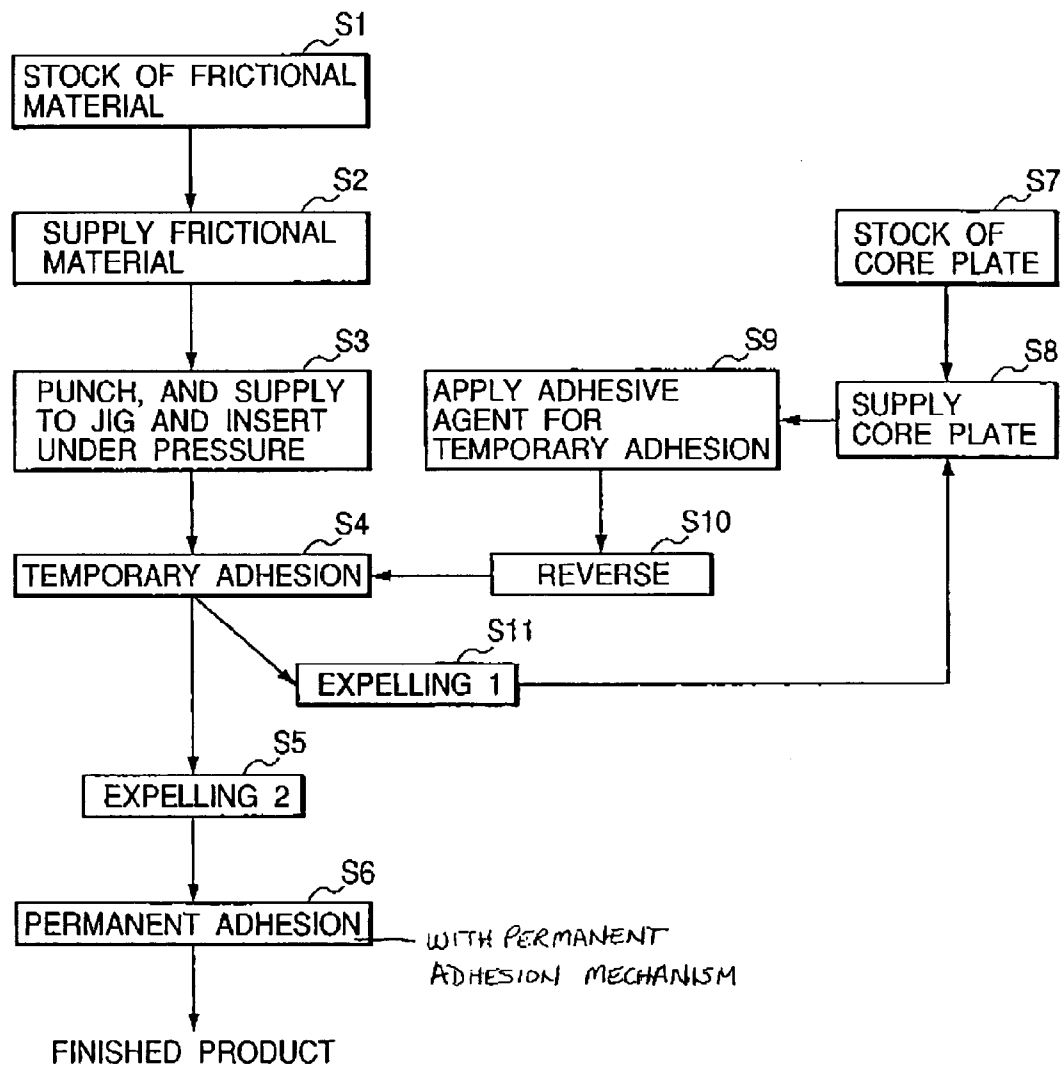 S1
STOCK OF FRICTIONAL
MATERIAL
S2
SUPPLY FRICTIONAL
MATERIAL
S7
STOCK OF
CORE PLATE
S3
PUNCH, AND SUPPLY
TO JIG AND INSERT
UNDER PRESSURE
S9
APPLY ADHESIVE
AGENT FOR
TEMPORARY ADHESION
S8
SUPPLY
CORE PLATE
S4
TEMPORARY ADHESION
S10
REVERSE
S11
EXPELLING 1
S5
EXPELLING 2
S6
PERMANENT ADHESION
WITH PERMANENT
ADHESION MECHANISM
FINISHED PRODUCT